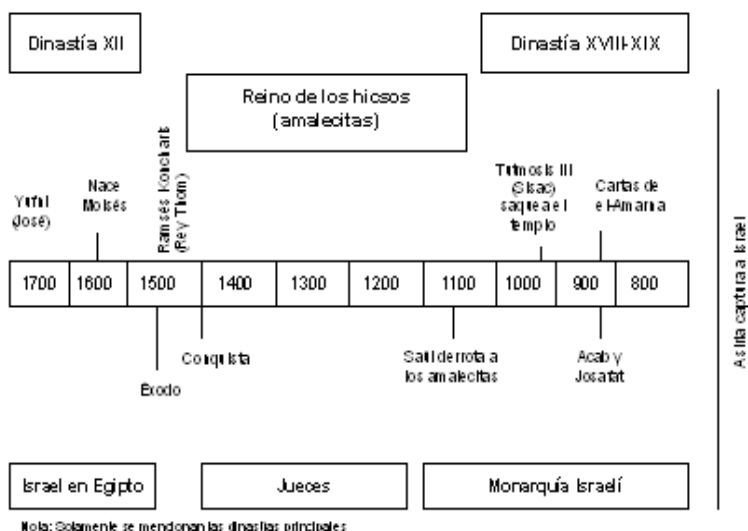 Dinastía XII
Dinastía XVIII-XIX
Reino de los hicsos
(amalecitas)
Yufni
(José)
Nace
Moisés
Ramsés Koncharis
(Rey Thom)
Tutmosis III
(Sisac)
saquea el
templo
Cartas de
el-Amarna
1700 1600 1500 1400 1300 1200 1100 1000 900 800
Éxodo
Conquista
Saúl derrota a
los amalecitas
Acab y
Josafat
Asiria captura a Israel
Israel en Egipto
Jueces
Monarquía Israelí
Nota: Solamente se mencionan las dinastías principales